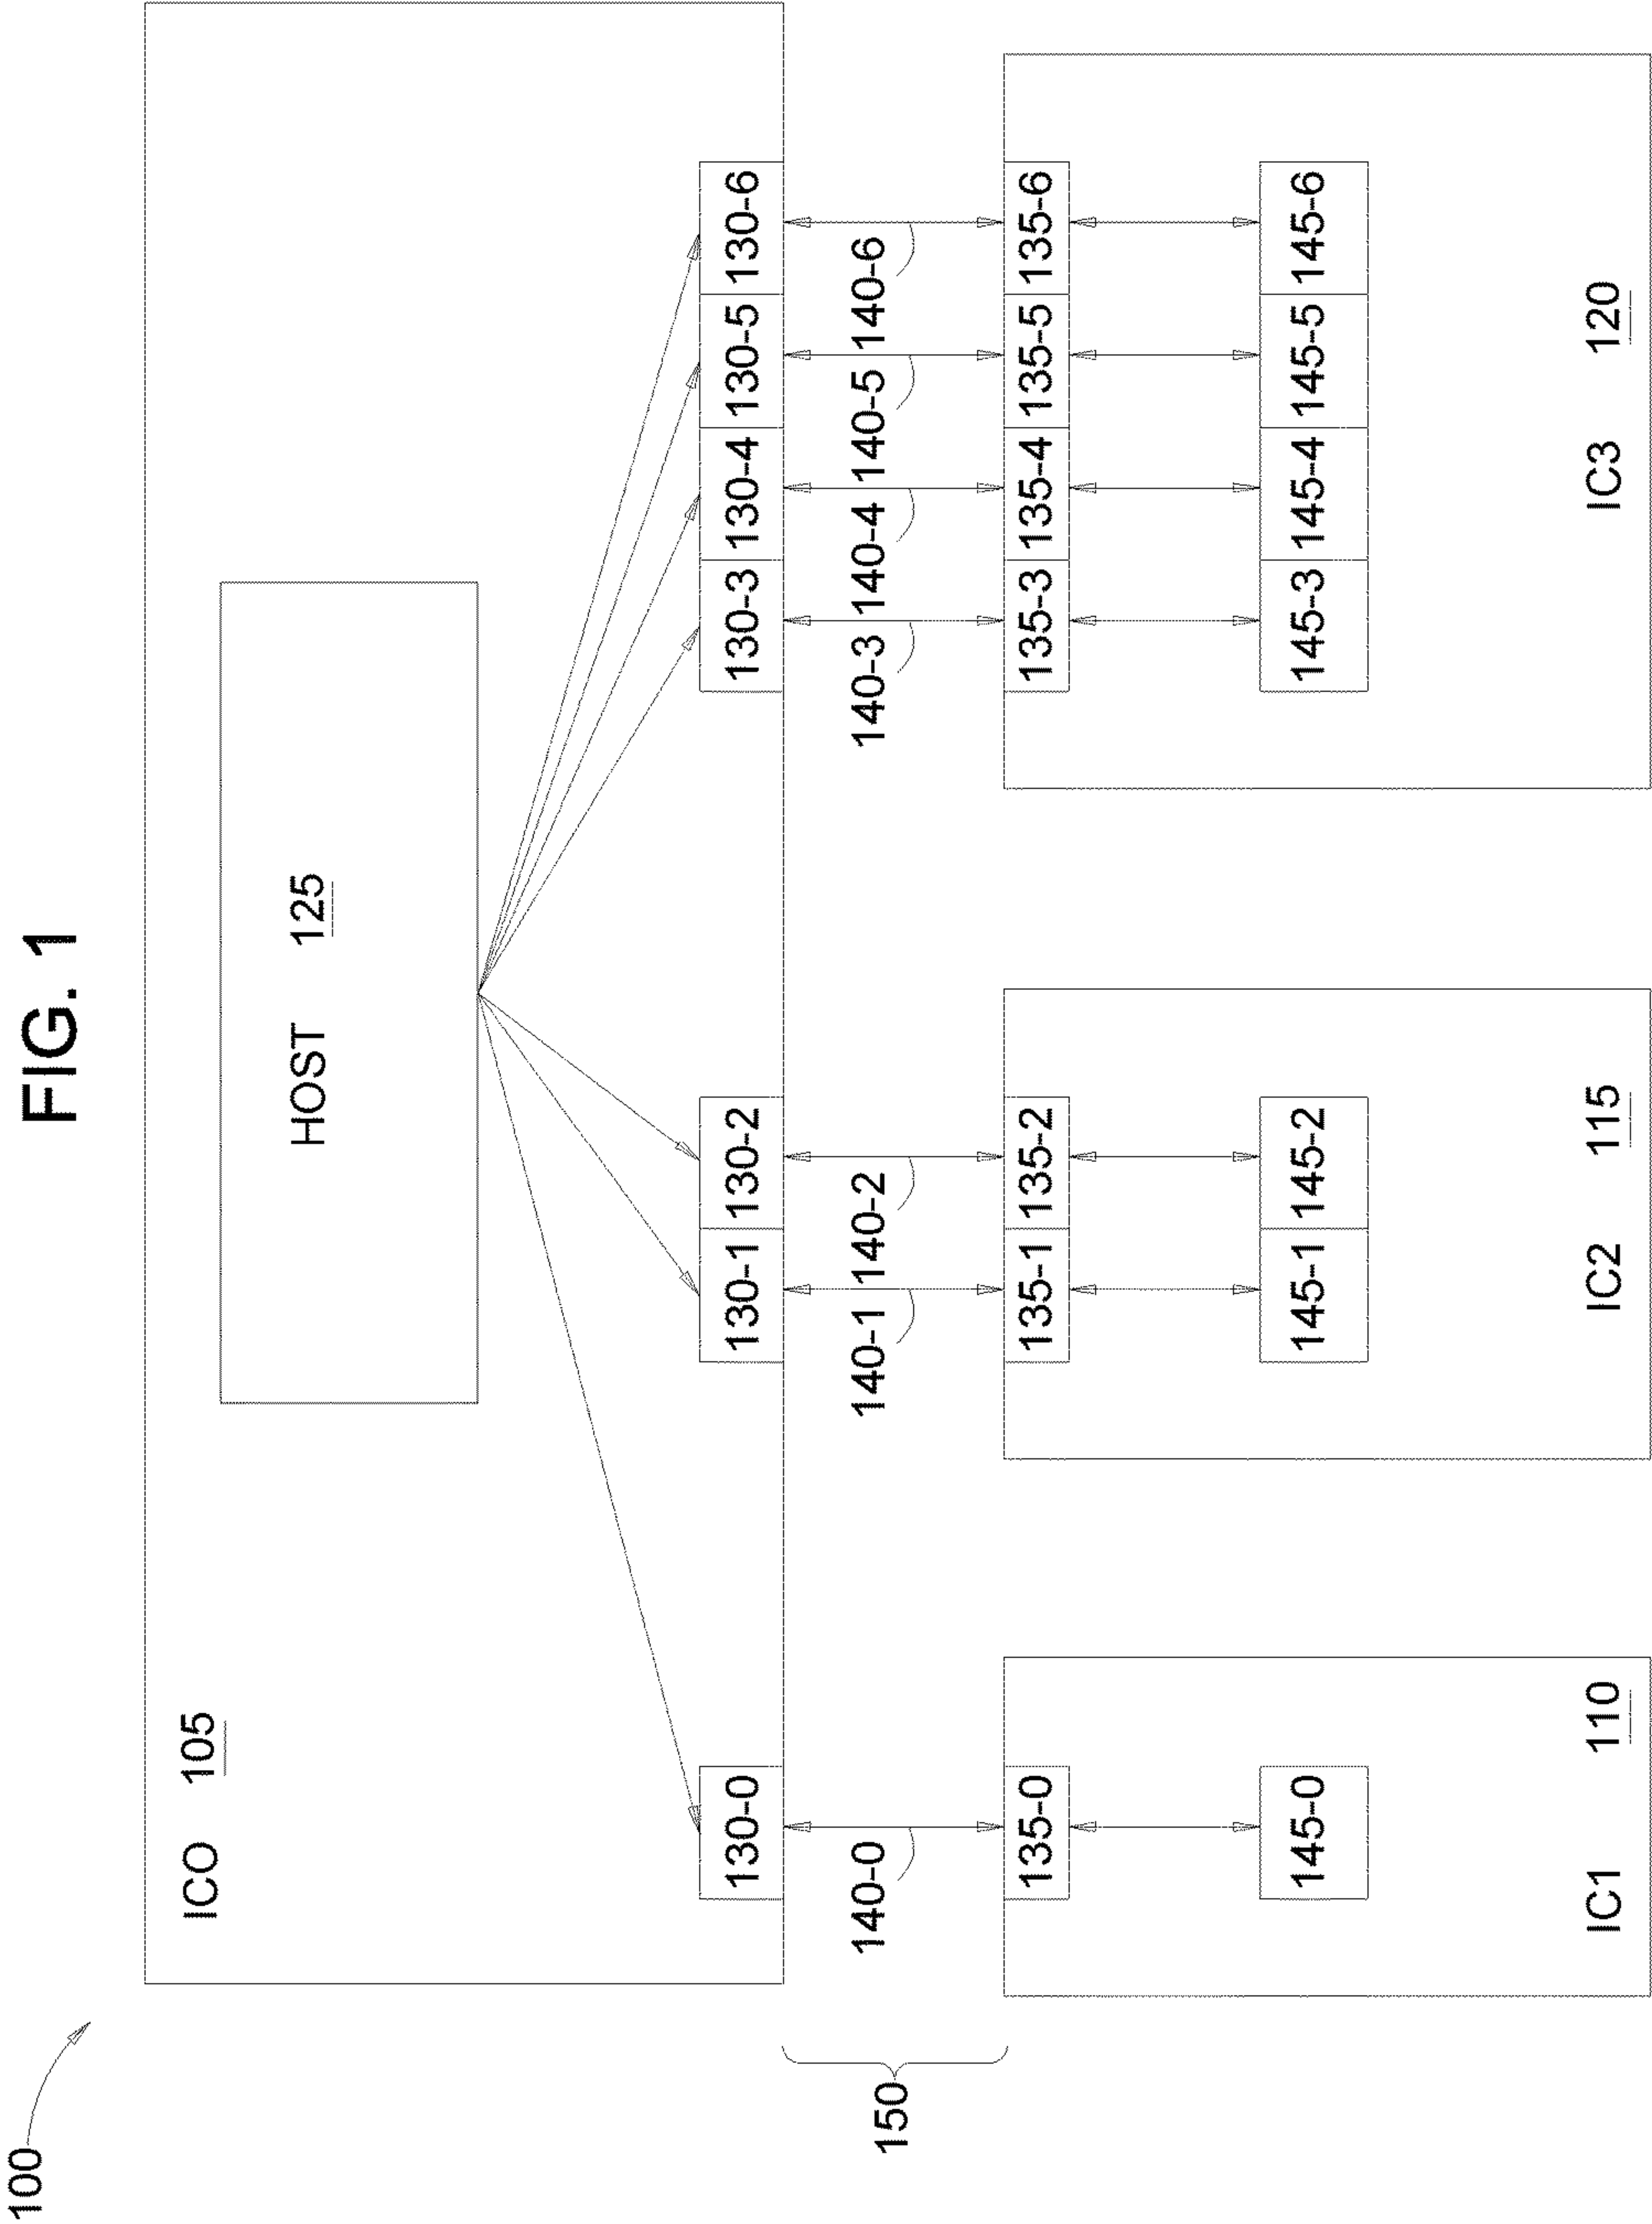 FIG. 1
100
ICO 105
HOST 125
130-0 130-1 130-2 130-3 130-4 130-5 130-6
150
140-0 140-1 140-2 140-3 140-4 140-5 140-6
135-0 135-1 135-2 135-3 135-4 135-5 135-6
145-0 145-1 145-2 145-3 145-4 145-5 145-6
IC1 110 IC2 115 IC3 120